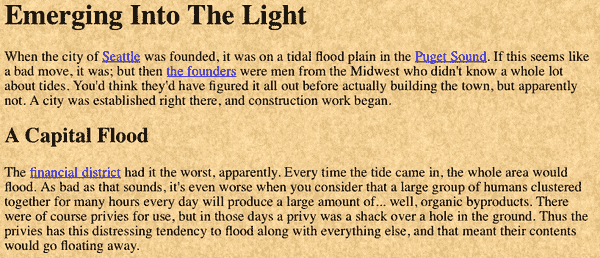 Emerging Into The Light
When the city of Seattle was founded, it was on a tidal flood plain in the Puget Sound. If this seems like
a bad move, it was; but then the founders were men from the Midwest who didn't know a whole lot
about tides. You'd think they'd have figured it all out before actually building the town, but apparently
not. A city was established right there, and construction work began.
A Capital Flood
The financial district had it the worst, apparently. Every time the tide came in, the whole area would
flood. As bad as that sounds, it's even worse when you consider that a large group of humans clustered
together for many hours every day will produce a large amount of... well, organic byproducts. There
were of course privies for use, but in those days a privy was a shack over a hole in the ground. Thus the
privies has this distressing tendency to flood along with everything else, and that meant their contents
would go floating away.